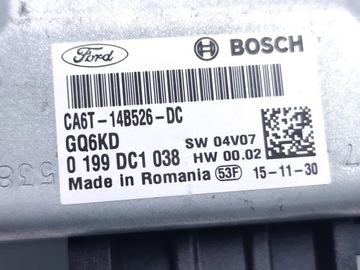 Ford
BOSCH
CA6T-14B526-DC
GQ6KD
SW 04V07
0 199 DC1 038
HW 00.02
Made in Romania
53F
15-11-30
538